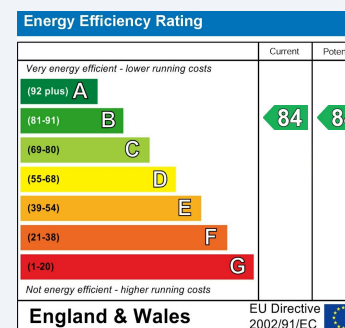 Energy Efficiency Rating
Current
Very energy efficient - lower running costs
(92 plus) A
(81-91) B
84
(69-80) C
(55-68) D
(39-54) E
(21-38) F
(1-20) G
Not energy efficient - higher running costs
England & Wales
EU Directive
2002/91/EC